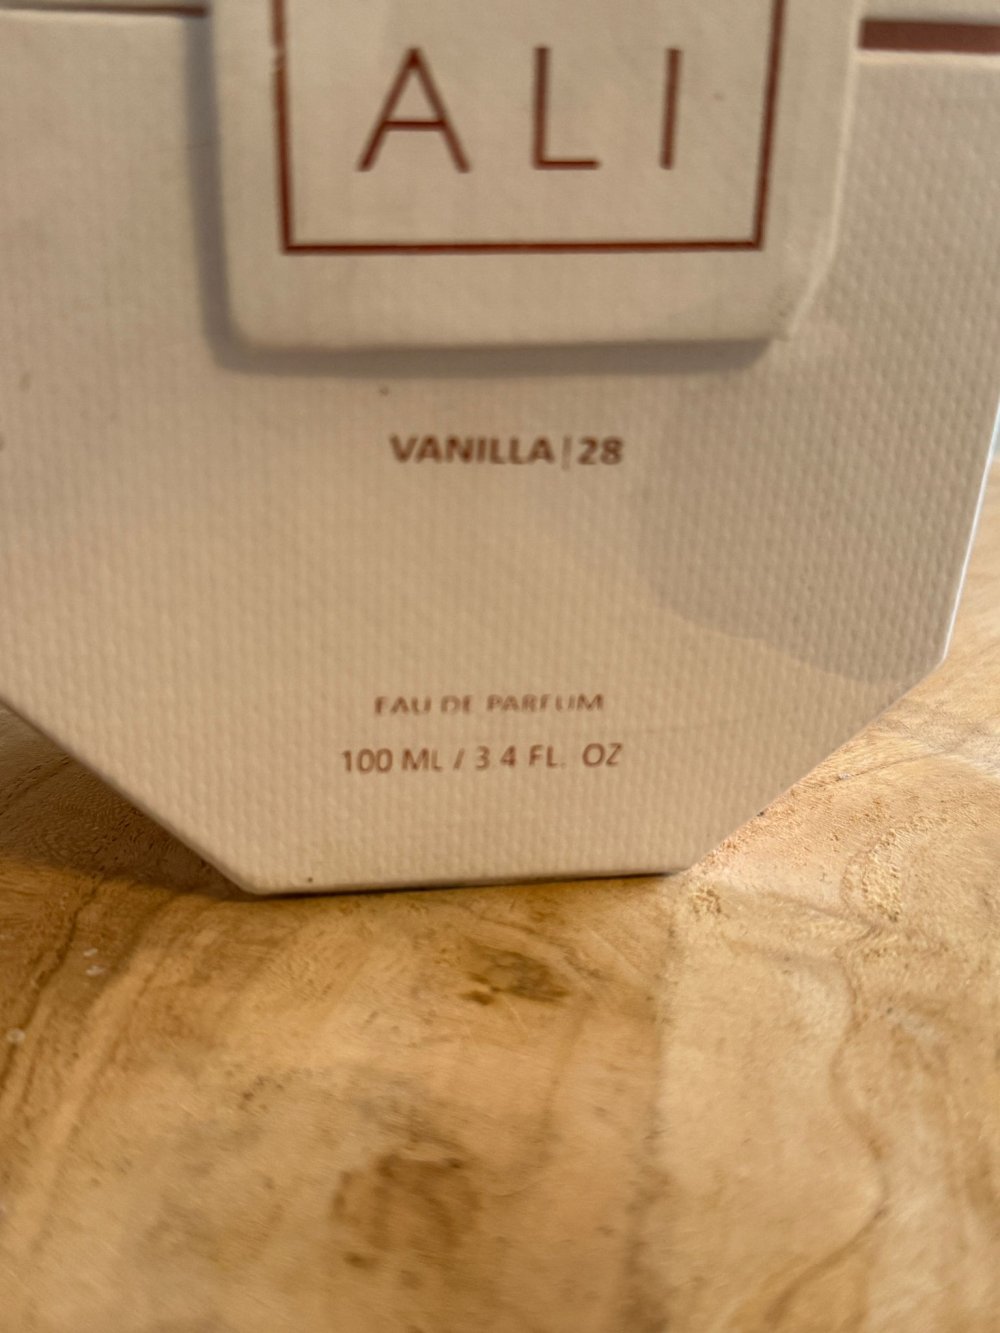 ALI
VANILLA|28
EAU DE PARFUM
100 ML / 3.4 FL. OZ